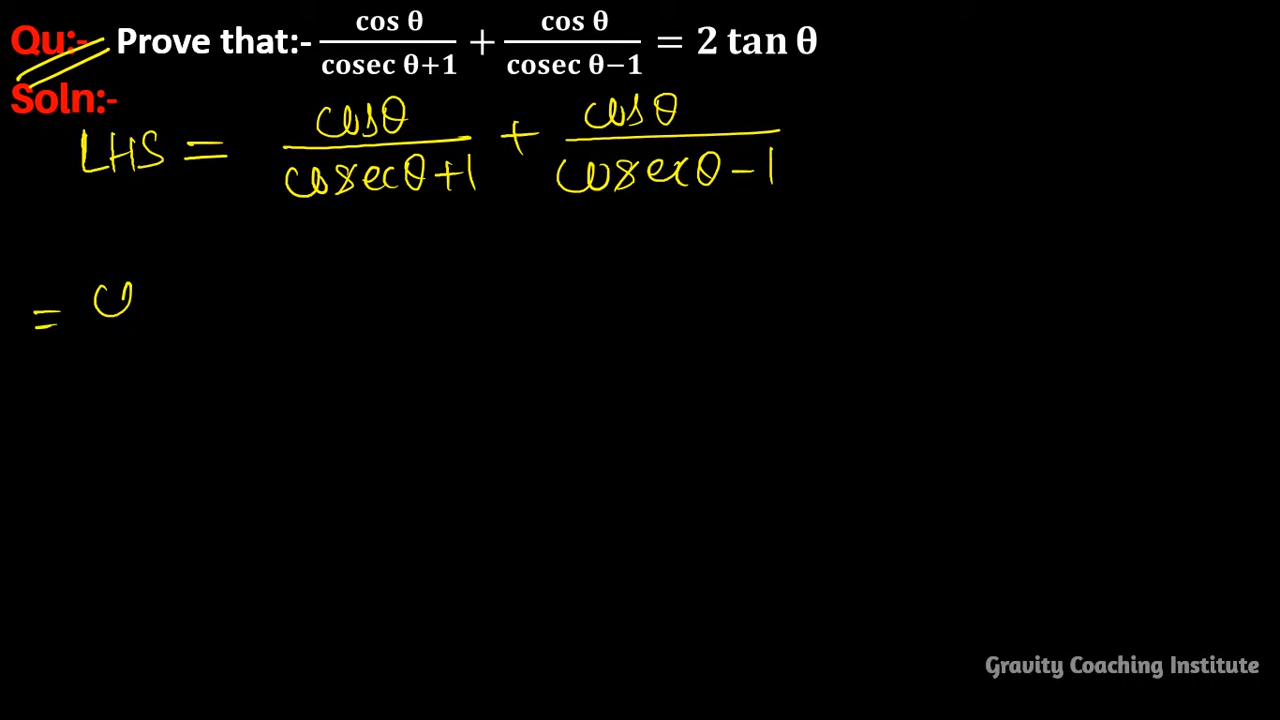 Qu:- Prove that:- cos θ / cosec θ+1 + cos θ / cosec θ−1 = 2 tan θ
Soln:-
LHS = cosθ / cosecθ+1 + cosθ / cosecθ−1
=
Gravity Coaching Institute